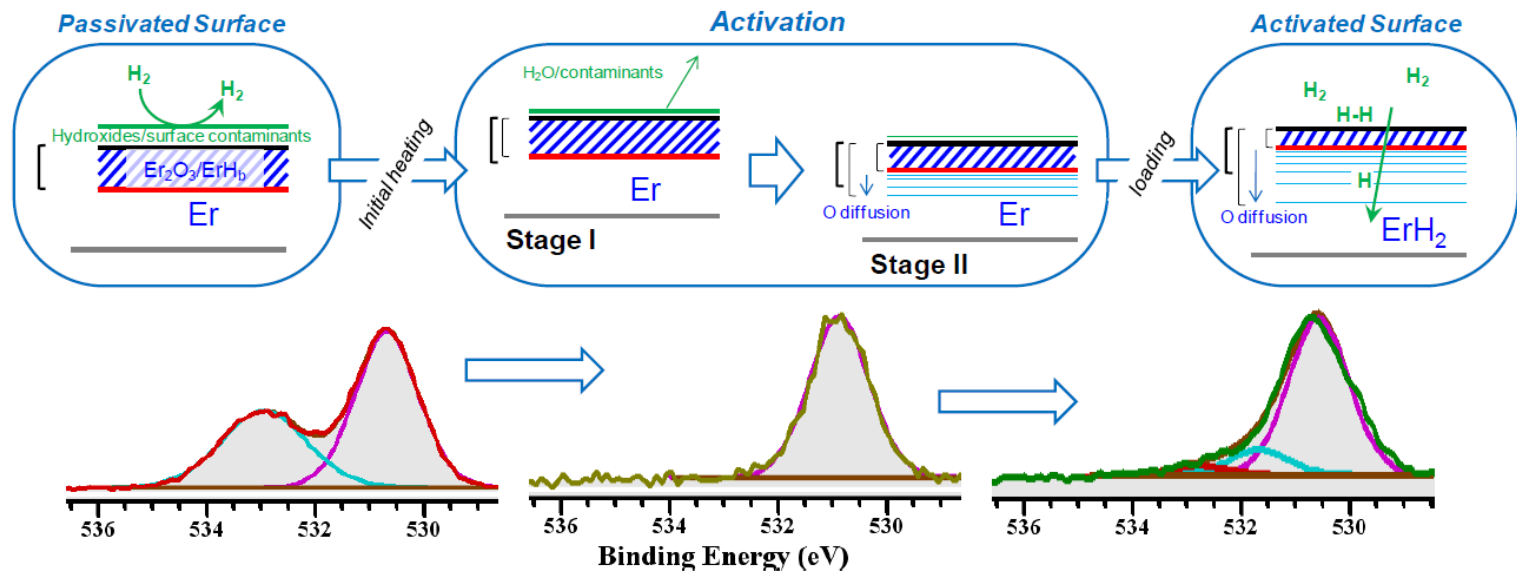 Passivated Surface
Activation
Activated Surface
H₂
H₂
Hydroxides/surface contaminants
Er₂O₃/ErHb
Er
Initial heating
H₂O/contaminants
Er
Stage I
O diffusion
Er
Stage II
loading
H₂
H₂
H-H
H
O diffusion
ErH₂
536 534 532 530
536 534 532 530
536 534 532 530
Binding Energy (eV)